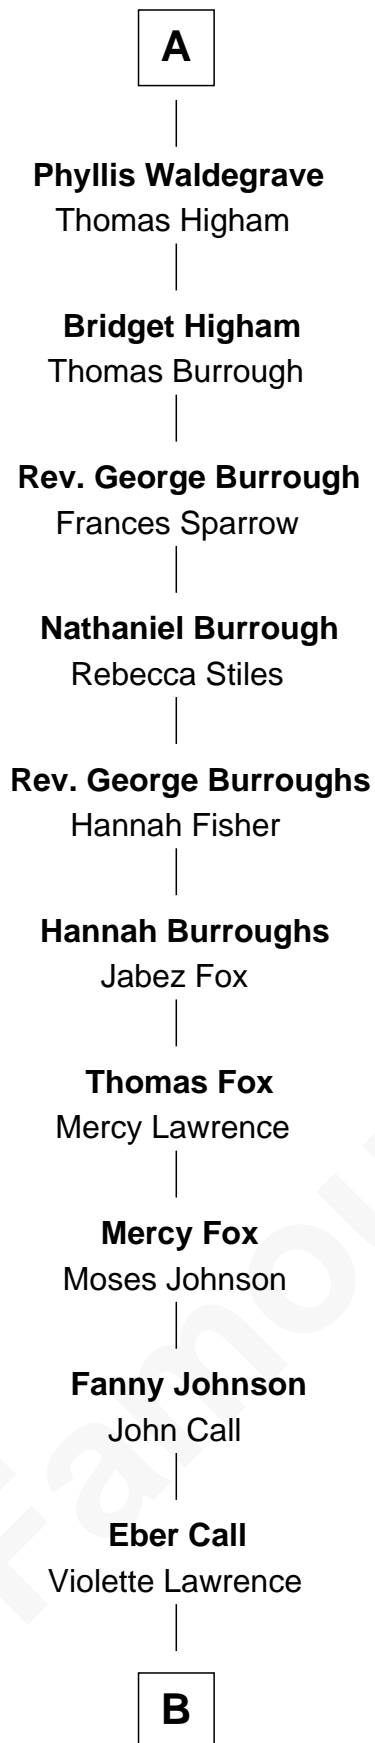 A
Phyllis Waldegrave
Thomas Higham
Bridget Higham
Thomas Burrough
Rev. George Burrough
Frances Sparrow
Nathaniel Burrough
Rebecca Stiles
Rev. George Burroughs
Hannah Fisher
Hannah Burroughs
Jabez Fox
Thomas Fox
Mercy Lawrence
Mercy Fox
Moses Johnson
Fanny Johnson
John Call
Eber Call
Violette Lawrence
B